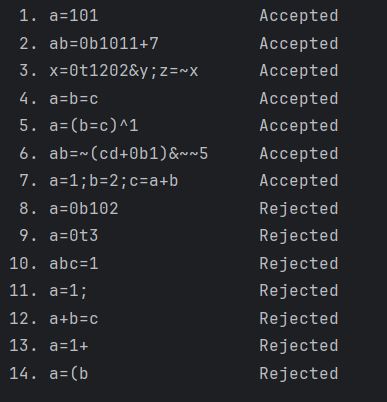 1. a=101 Accepted
2. ab=0b1011+7 Accepted
3. x=0t1202&y;z=~x Accepted
4. a=b=c Accepted
5. a=(b=c)^1 Accepted
6. ab=~(cd+0b1)&~~5 Accepted
7. a=1;b=2;c=a+b Accepted
8. a=0b102 Rejected
9. a=0t3 Rejected
10. abc=1 Rejected
11. a=1; Rejected
12. a+b=c Rejected
13. a=1+ Rejected
14. a=(b Rejected